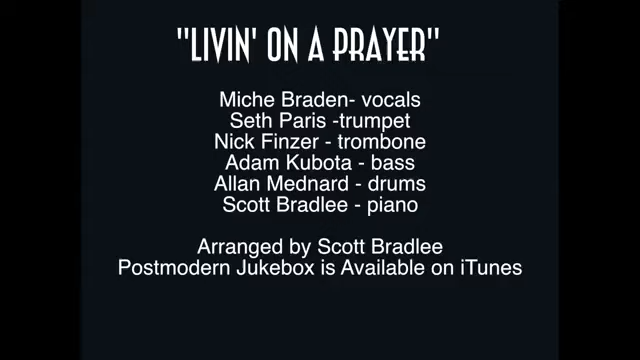 "LIVIN' ON A PRAYER"
Miche Braden- vocals
Seth Paris -trumpet
Nick Finzer - trombone
Adam Kubota - bass
Allan Mednard - drums
Scott Bradlee - piano
Arranged by Scott Bradlee
Postmodern Jukebox is Available on iTunes